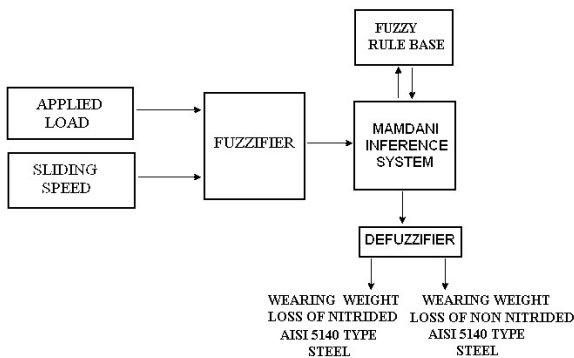 FUZZY
RULE BASE
APPLIED
LOAD
SLIDING
SPEED
FUZZIFIER
MAMDANI
INFERENCE
SYSTEM
DEFUZZIFIER
WEARING WEIGHT
LOSS OF NITRIDED
AISI 5140 TYPE
STEEL
WEARING WEIGHT
LOSS OF NON NITRIDED
AISI 5140 TYPE
STEEL